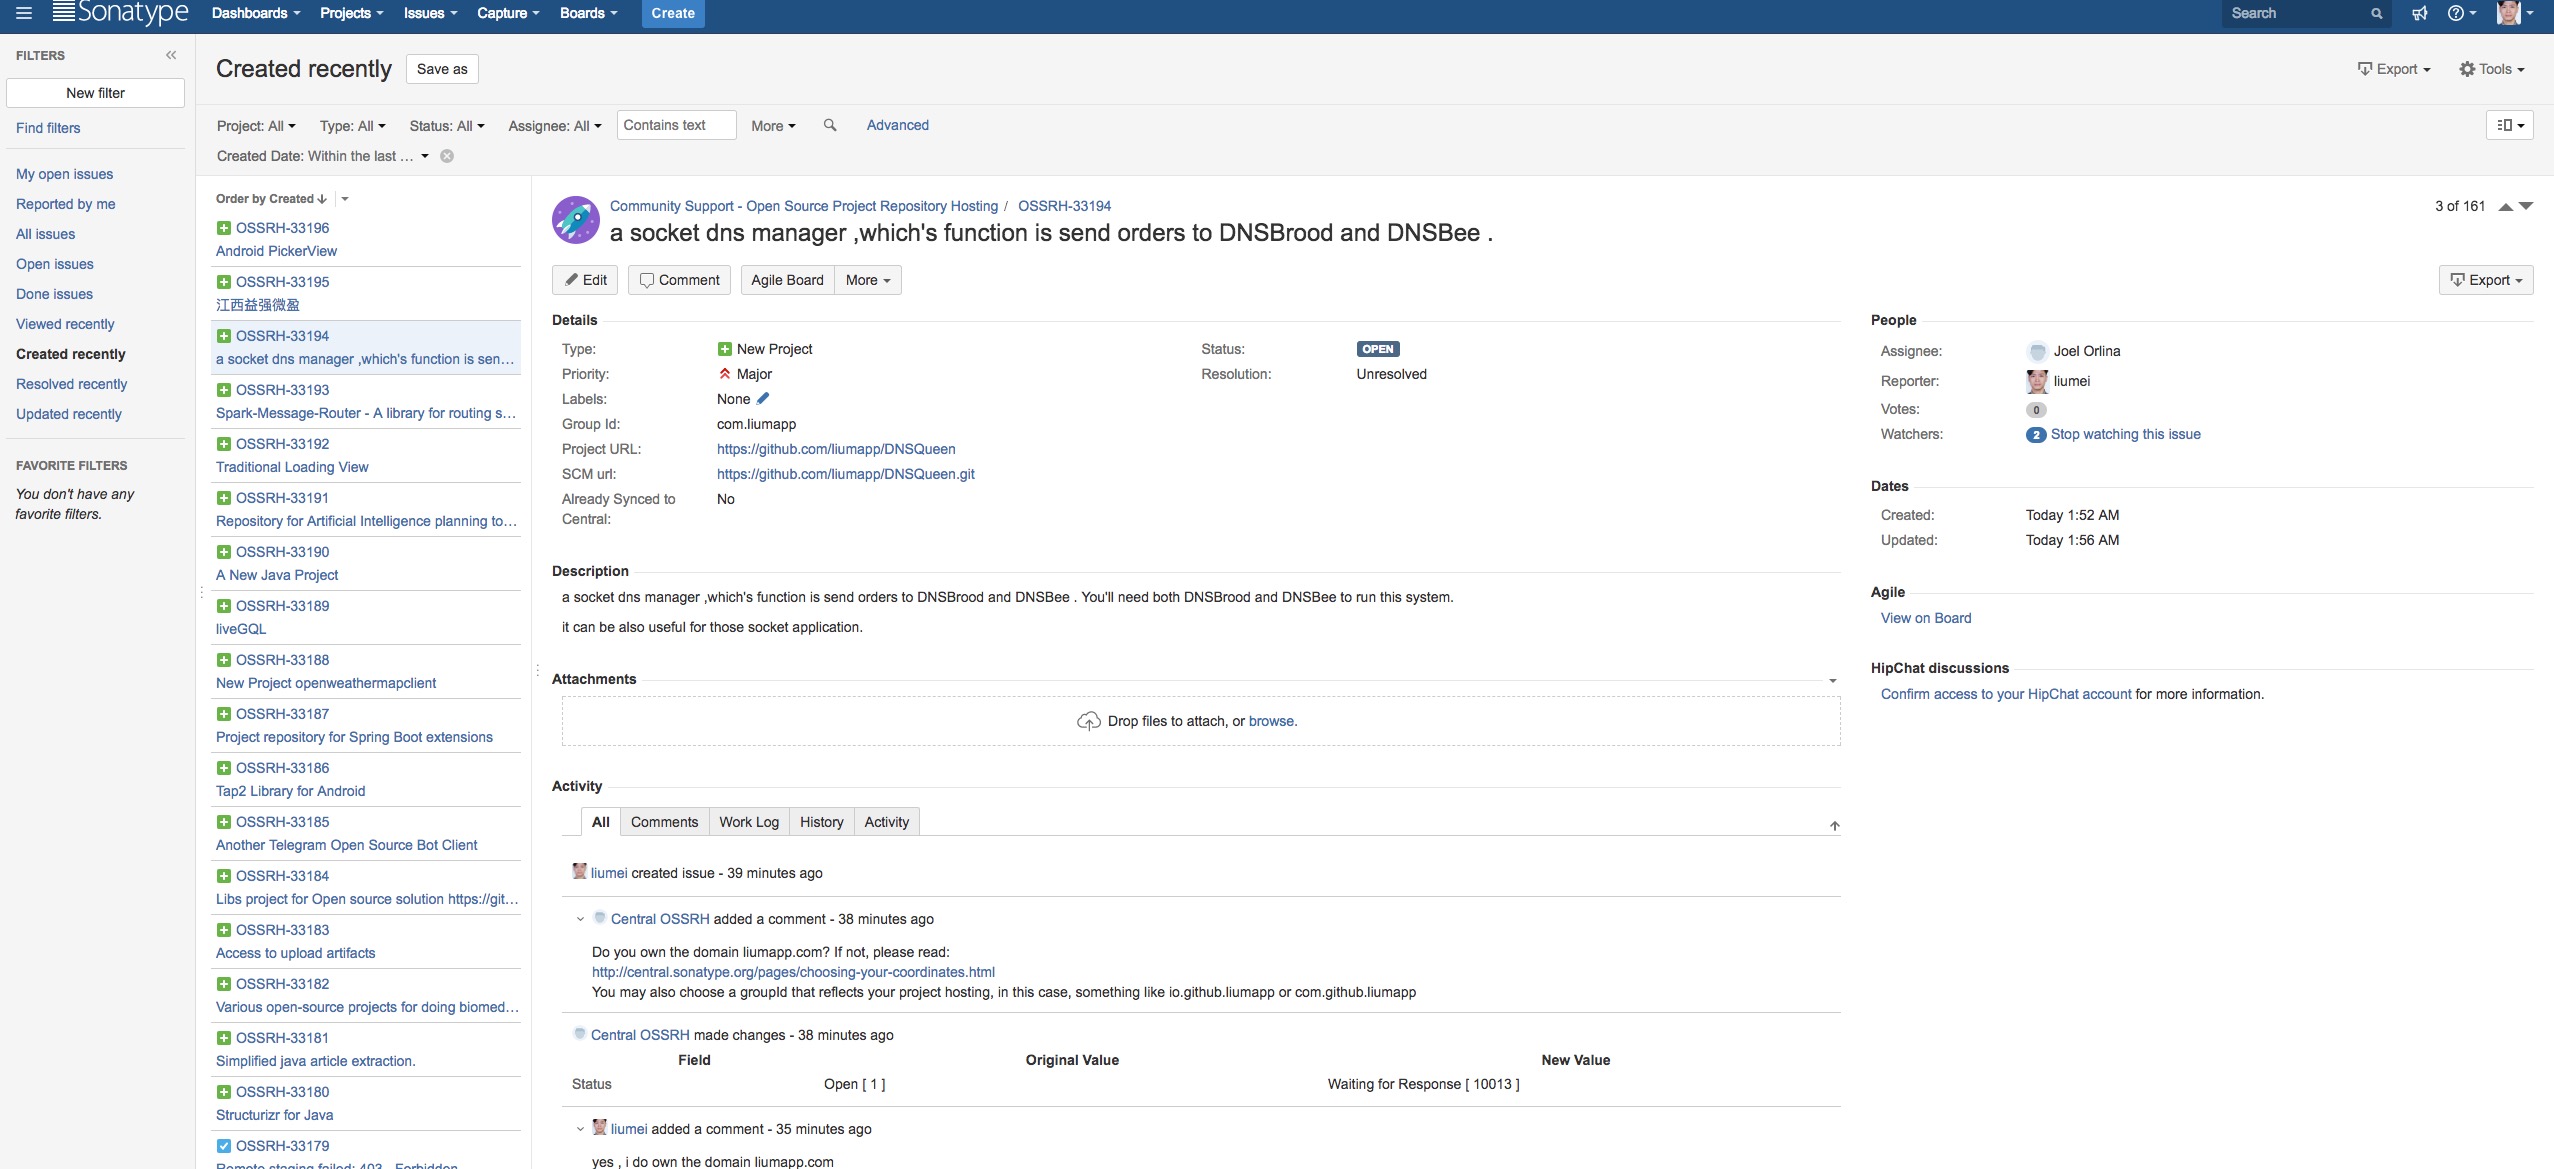 Sonatype Dashboards Projects Issues Capture Boards Create Search
FILTERS
New filter
Find filters
My open issues
Reported by me
All issues
Open issues
Done issues
Viewed recently
Created recently
Resolved recently
Updated recently
FAVORITE FILTERS
You don't have any
favorite filters.
Created recently Save as Export Tools
Project: All Type: All Status: All Assignee: All Contains text More Advanced
Created Date: Within the last ...
Order by Created
OSSRH-33196
Android PickerView
OSSRH-33195
江西益强微盈
OSSRH-33194
a socket dns manager ,which's function is sen...
OSSRH-33193
Spark-Message-Router - A library for routing s...
OSSRH-33192
Traditional Loading View
OSSRH-33191
Repository for Artificial Intelligence planning to...
OSSRH-33190
A New Java Project
OSSRH-33189
liveGQL
OSSRH-33188
New Project openweathermapclient
OSSRH-33187
Project repository for Spring Boot extensions
OSSRH-33186
Tap2 Library for Android
OSSRH-33185
Another Telegram Open Source Bot Client
OSSRH-33184
Libs project for Open source solution https://git...
OSSRH-33183
Access to upload artifacts
OSSRH-33182
Various open-source projects for doing biomed...
OSSRH-33181
Simplified java article extraction.
OSSRH-33180
Structurizr for Java
OSSRH-33179
Remote staging failed: 403 - Forbidden
Community Support - Open Source Project Repository Hosting / OSSRH-33194
3 of 161
a socket dns manager ,which's function is send orders to DNSBrood and DNSBee .
Edit Comment Agile Board More Export
Details
Type: New Project
Priority: Major
Labels: None
Group Id: com.liumapp
Project URL: https://github.com/liumapp/DNSQueen
SCM url: https://github.com/liumapp/DNSQueen.git
Already Synced to No
Central:
Status: OPEN
Resolution: Unresolved
Description
a socket dns manager ,which's function is send orders to DNSBrood and DNSBee . You'll need both DNSBrood and DNSBee to run this system.
it can be also useful for those socket application.
Attachments
Drop files to attach, or browse.
Activity
All Comments Work Log History Activity
liumei created issue - 39 minutes ago
Central OSSRH added a comment - 38 minutes ago
Do you own the domain liumapp.com? If not, please read:
http://central.sonatype.org/pages/choosing-your-coordinates.html
You may also choose a groupId that reflects your project hosting, in this case, something like io.github.liumapp or com.github.liumapp
Central OSSRH made changes - 38 minutes ago
Field Original Value New Value
Status Open [ 1 ] Waiting for Response [ 10013 ]
liumei added a comment - 35 minutes ago
yes , i do own the domain liumapp.com
People
Assignee: Joel Orlina
Reporter: liumei
Votes: 0
Watchers: 2 Stop watching this issue
Dates
Created: Today 1:52 AM
Updated: Today 1:56 AM
Agile
View on Board
HipChat discussions
Confirm access to your HipChat account for more information.